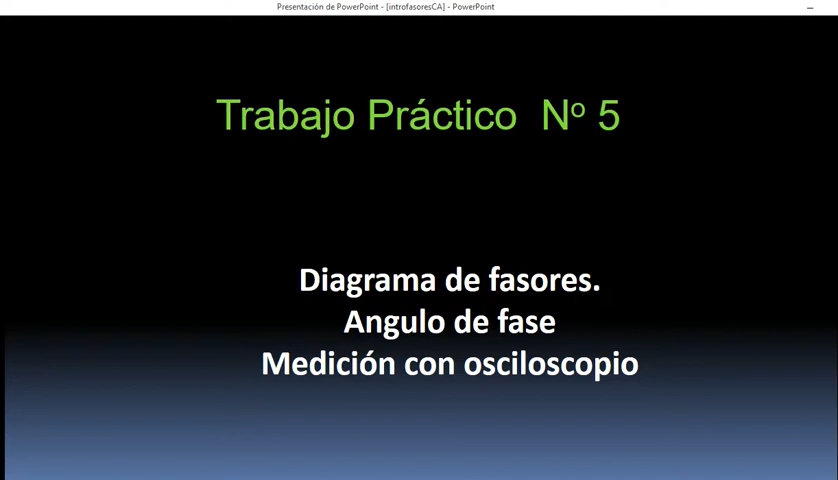 Presentación de PowerPoint - [introfasoresCA] - PowerPoint
Trabajo Práctico Nº 5
Diagrama de fasores.
Angulo de fase
Medición con osciloscopio